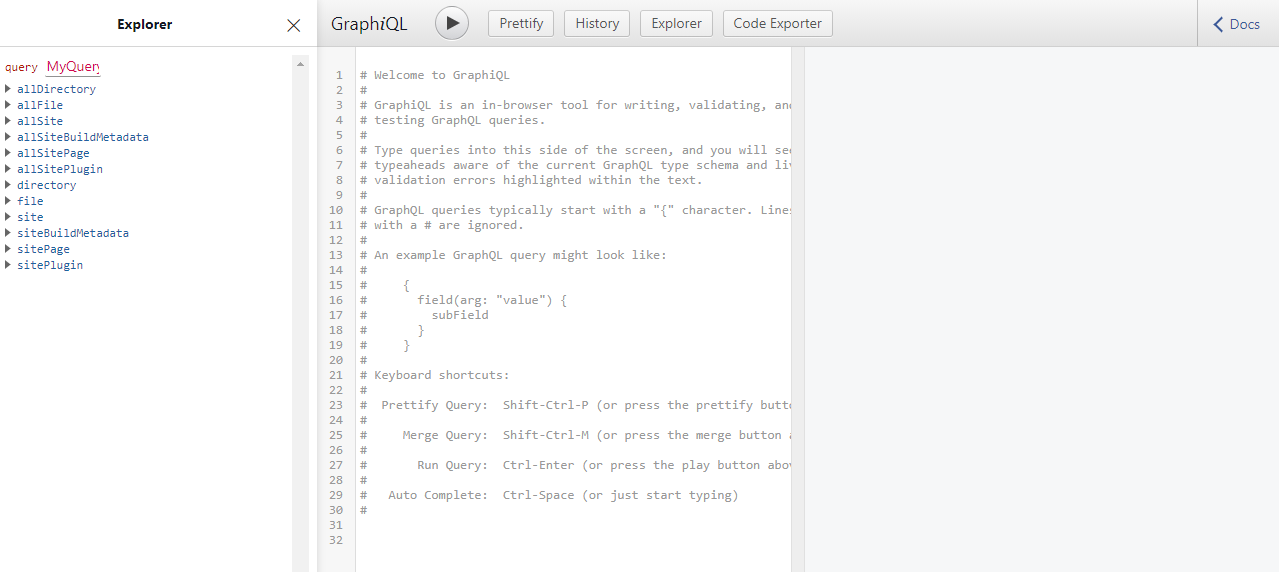 Explorer
query MyQuery
allDirectory
allFile
allSite
allSiteBuildMetadata
allSitePage
allSitePlugin
directory
file
site
siteBuildMetadata
sitePage
sitePlugin
GraphiQL Prettify History Explorer Code Exporter Docs
1 # Welcome to GraphiQL
2 #
3 # GraphiQL is an in-browser tool for writing, validating, and
4 # testing GraphQL queries.
5 #
6 # Type queries into this side of the screen, and you will see
7 # typeaheads aware of the current GraphQL type schema and liv
8 # validation errors highlighted within the text.
9 #
10 # GraphQL queries typically start with a "{" character. Lines
11 # with a # are ignored.
12 #
13 # An example GraphQL query might look like:
14 #
15 #     {
16 #       field(arg: "value") {
17 #         subField
18 #       }
19 #     }
20 #
21 # Keyboard shortcuts:
22 #
23 #  Prettify Query:  Shift-Ctrl-P (or press the prettify butto
24 #
25 #     Merge Query:  Shift-Ctrl-M (or press the merge button a
26 #
27 #       Run Query:  Ctrl-Enter (or press the play button abov
28 #
29 #   Auto Complete:  Ctrl-Space (or just start typing)
30 #
31
32